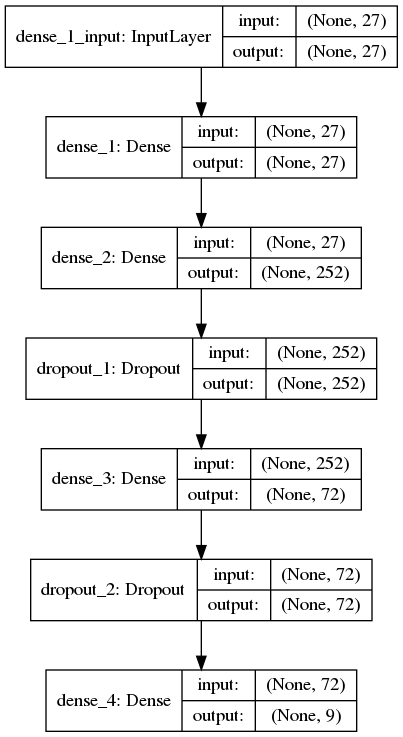 dense_1_input: InputLayer
input: (None, 27)
output: (None, 27)
dense_1: Dense
input: (None, 27)
output: (None, 27)
dense_2: Dense
input: (None, 27)
output: (None, 252)
dropout_1: Dropout
input: (None, 252)
output: (None, 252)
dense_3: Dense
input: (None, 252)
output: (None, 72)
dropout_2: Dropout
input: (None, 72)
output: (None, 72)
dense_4: Dense
input: (None, 72)
output: (None, 9)